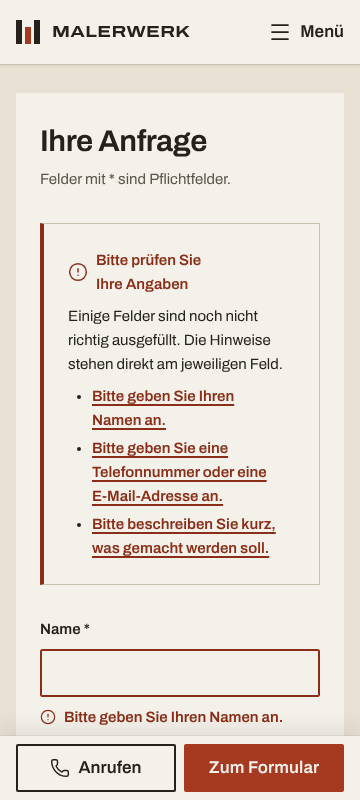 MALERWERK
Menü
Ihre Anfrage
Felder mit * sind Pflichtfelder.
Bitte prüfen Sie
Ihre Angaben
Einige Felder sind noch nicht
richtig ausgefüllt. Die Hinweise
stehen direkt am jeweiligen Feld.
• Bitte geben Sie Ihren
Namen an.
• Bitte geben Sie eine
Telefonnummer oder eine
E-Mail-Adresse an.
• Bitte beschreiben Sie kurz,
was gemacht werden soll.
Name *
Bitte geben Sie Ihren Namen an.
Anrufen
Zum Formular